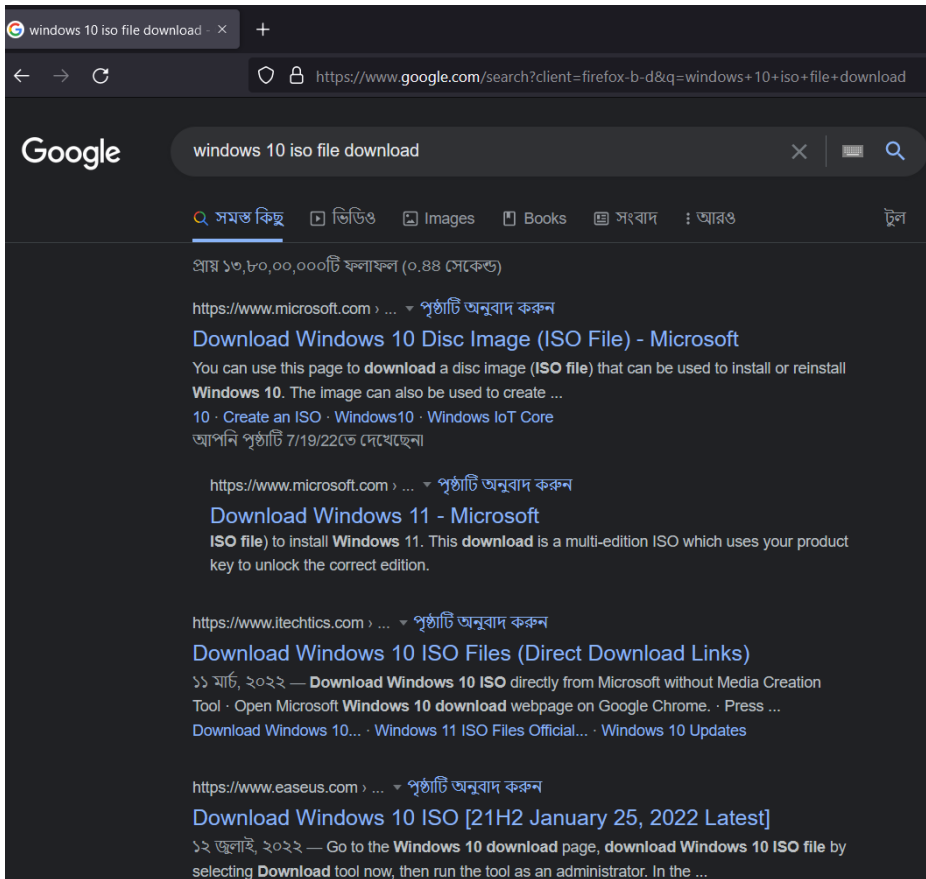 windows 10 iso file download -
https://www.google.com/search?client=firefox-b-d&q=windows+10+iso+file+download
Google
windows 10 iso file download
সমস্ত কিছু ভিডিও Images Books সংবাদ আরও টুল
প্রায় ১৩,৮০,০০,০০০টি ফলাফল (০.৪৪ সেকেন্ড)
https://www.microsoft.com › ... পৃষ্ঠাটি অনুবাদ করুন
Download Windows 10 Disc Image (ISO File) - Microsoft
You can use this page to download a disc image (ISO file) that can be used to install or reinstall
Windows 10. The image can also be used to create ...
10 · Create an ISO · Windows10 · Windows IoT Core
আপনি পৃষ্ঠাটি 7/19/22তে দেখেছেন।
https://www.microsoft.com › ... পৃষ্ঠাটি অনুবাদ করুন
Download Windows 11 - Microsoft
ISO file) to install Windows 11. This download is a multi-edition ISO which uses your product
key to unlock the correct edition.
https://www.itechtics.com › ... পৃষ্ঠাটি অনুবাদ করুন
Download Windows 10 ISO Files (Direct Download Links)
১১ মার্চ, ২০২২ — Download Windows 10 ISO directly from Microsoft without Media Creation
Tool · Open Microsoft Windows 10 download webpage on Google Chrome. · Press ...
Download Windows 10... · Windows 11 ISO Files Official... · Windows 10 Updates
https://www.easeus.com › ... পৃষ্ঠাটি অনুবাদ করুন
Download Windows 10 ISO [21H2 January 25, 2022 Latest]
১২ জুলাই, ২০২২ — Go to the Windows 10 download page, download Windows 10 ISO file by
selecting Download tool now, then run the tool as an administrator. In the ...